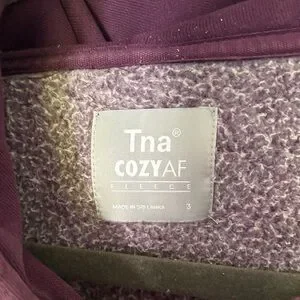 Tna®
COZYAF
FLEECE
MADE IN SRI LANKA 3